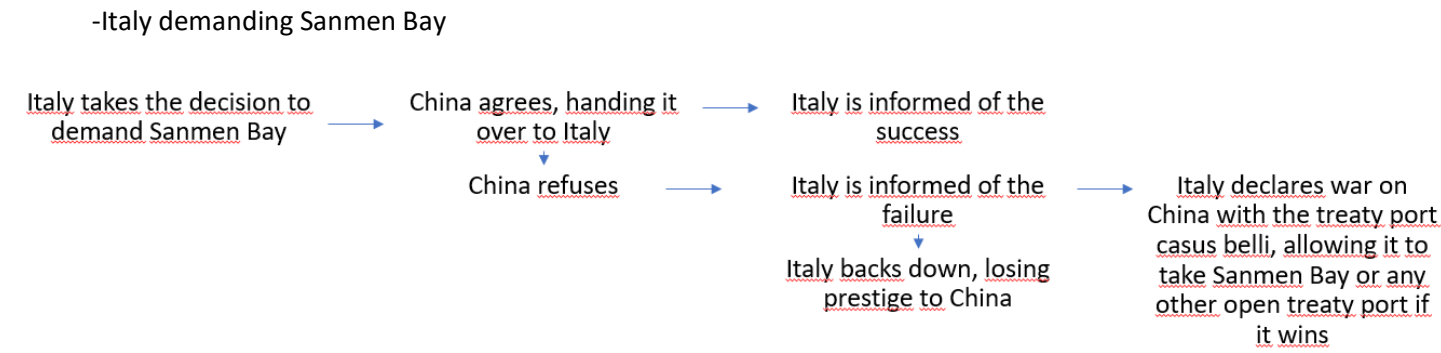 -Italy demanding Sanmen Bay
Italy takes the decision to
demand Sanmen Bay
China agrees, handing it
over to Italy
Italy is informed of the
success
China refuses
Italy is informed of the
failure
Italy backs down, losing
prestige to China
Italy declares war on
China with the treaty port
casus belli, allowing it to
take Sanmen Bay or any
other open treaty port if
it wins